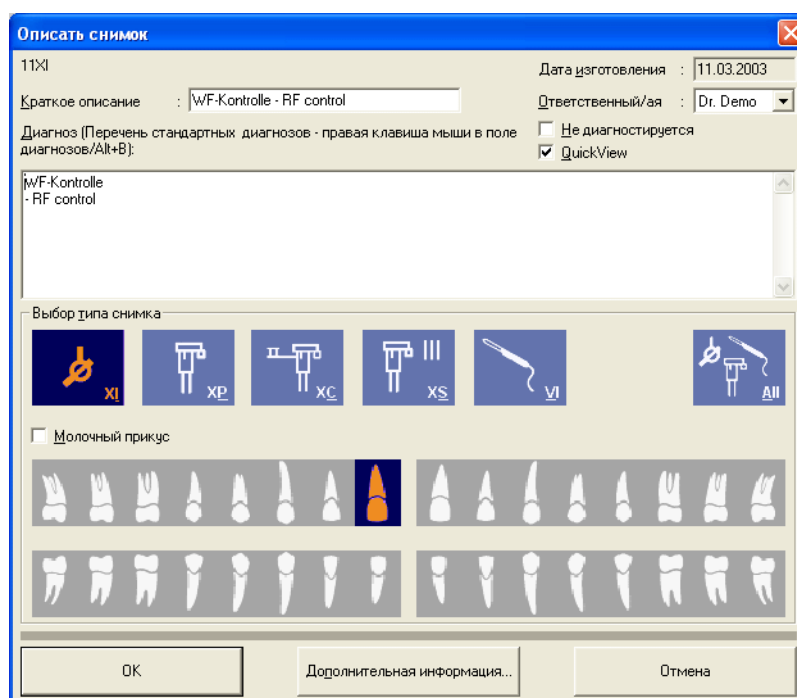 Описать снимок
11XI
Дата изготовления : 11.03.2003
Краткое описание : WF-Kontrolle - RF control
Ответственный/ая : Dr. Demo
Диагноз (Перечень стандартных диагнозов - правая клавиша мыши в поле
диагнозов/Alt+B):
Не диагностируется
QuickView
WF-Kontrolle
- RF control
Выбор типа снимка
XI
XP
XC
XS
VI
All
Молочный прикус
OK
Дополнительная информация...
Отмена